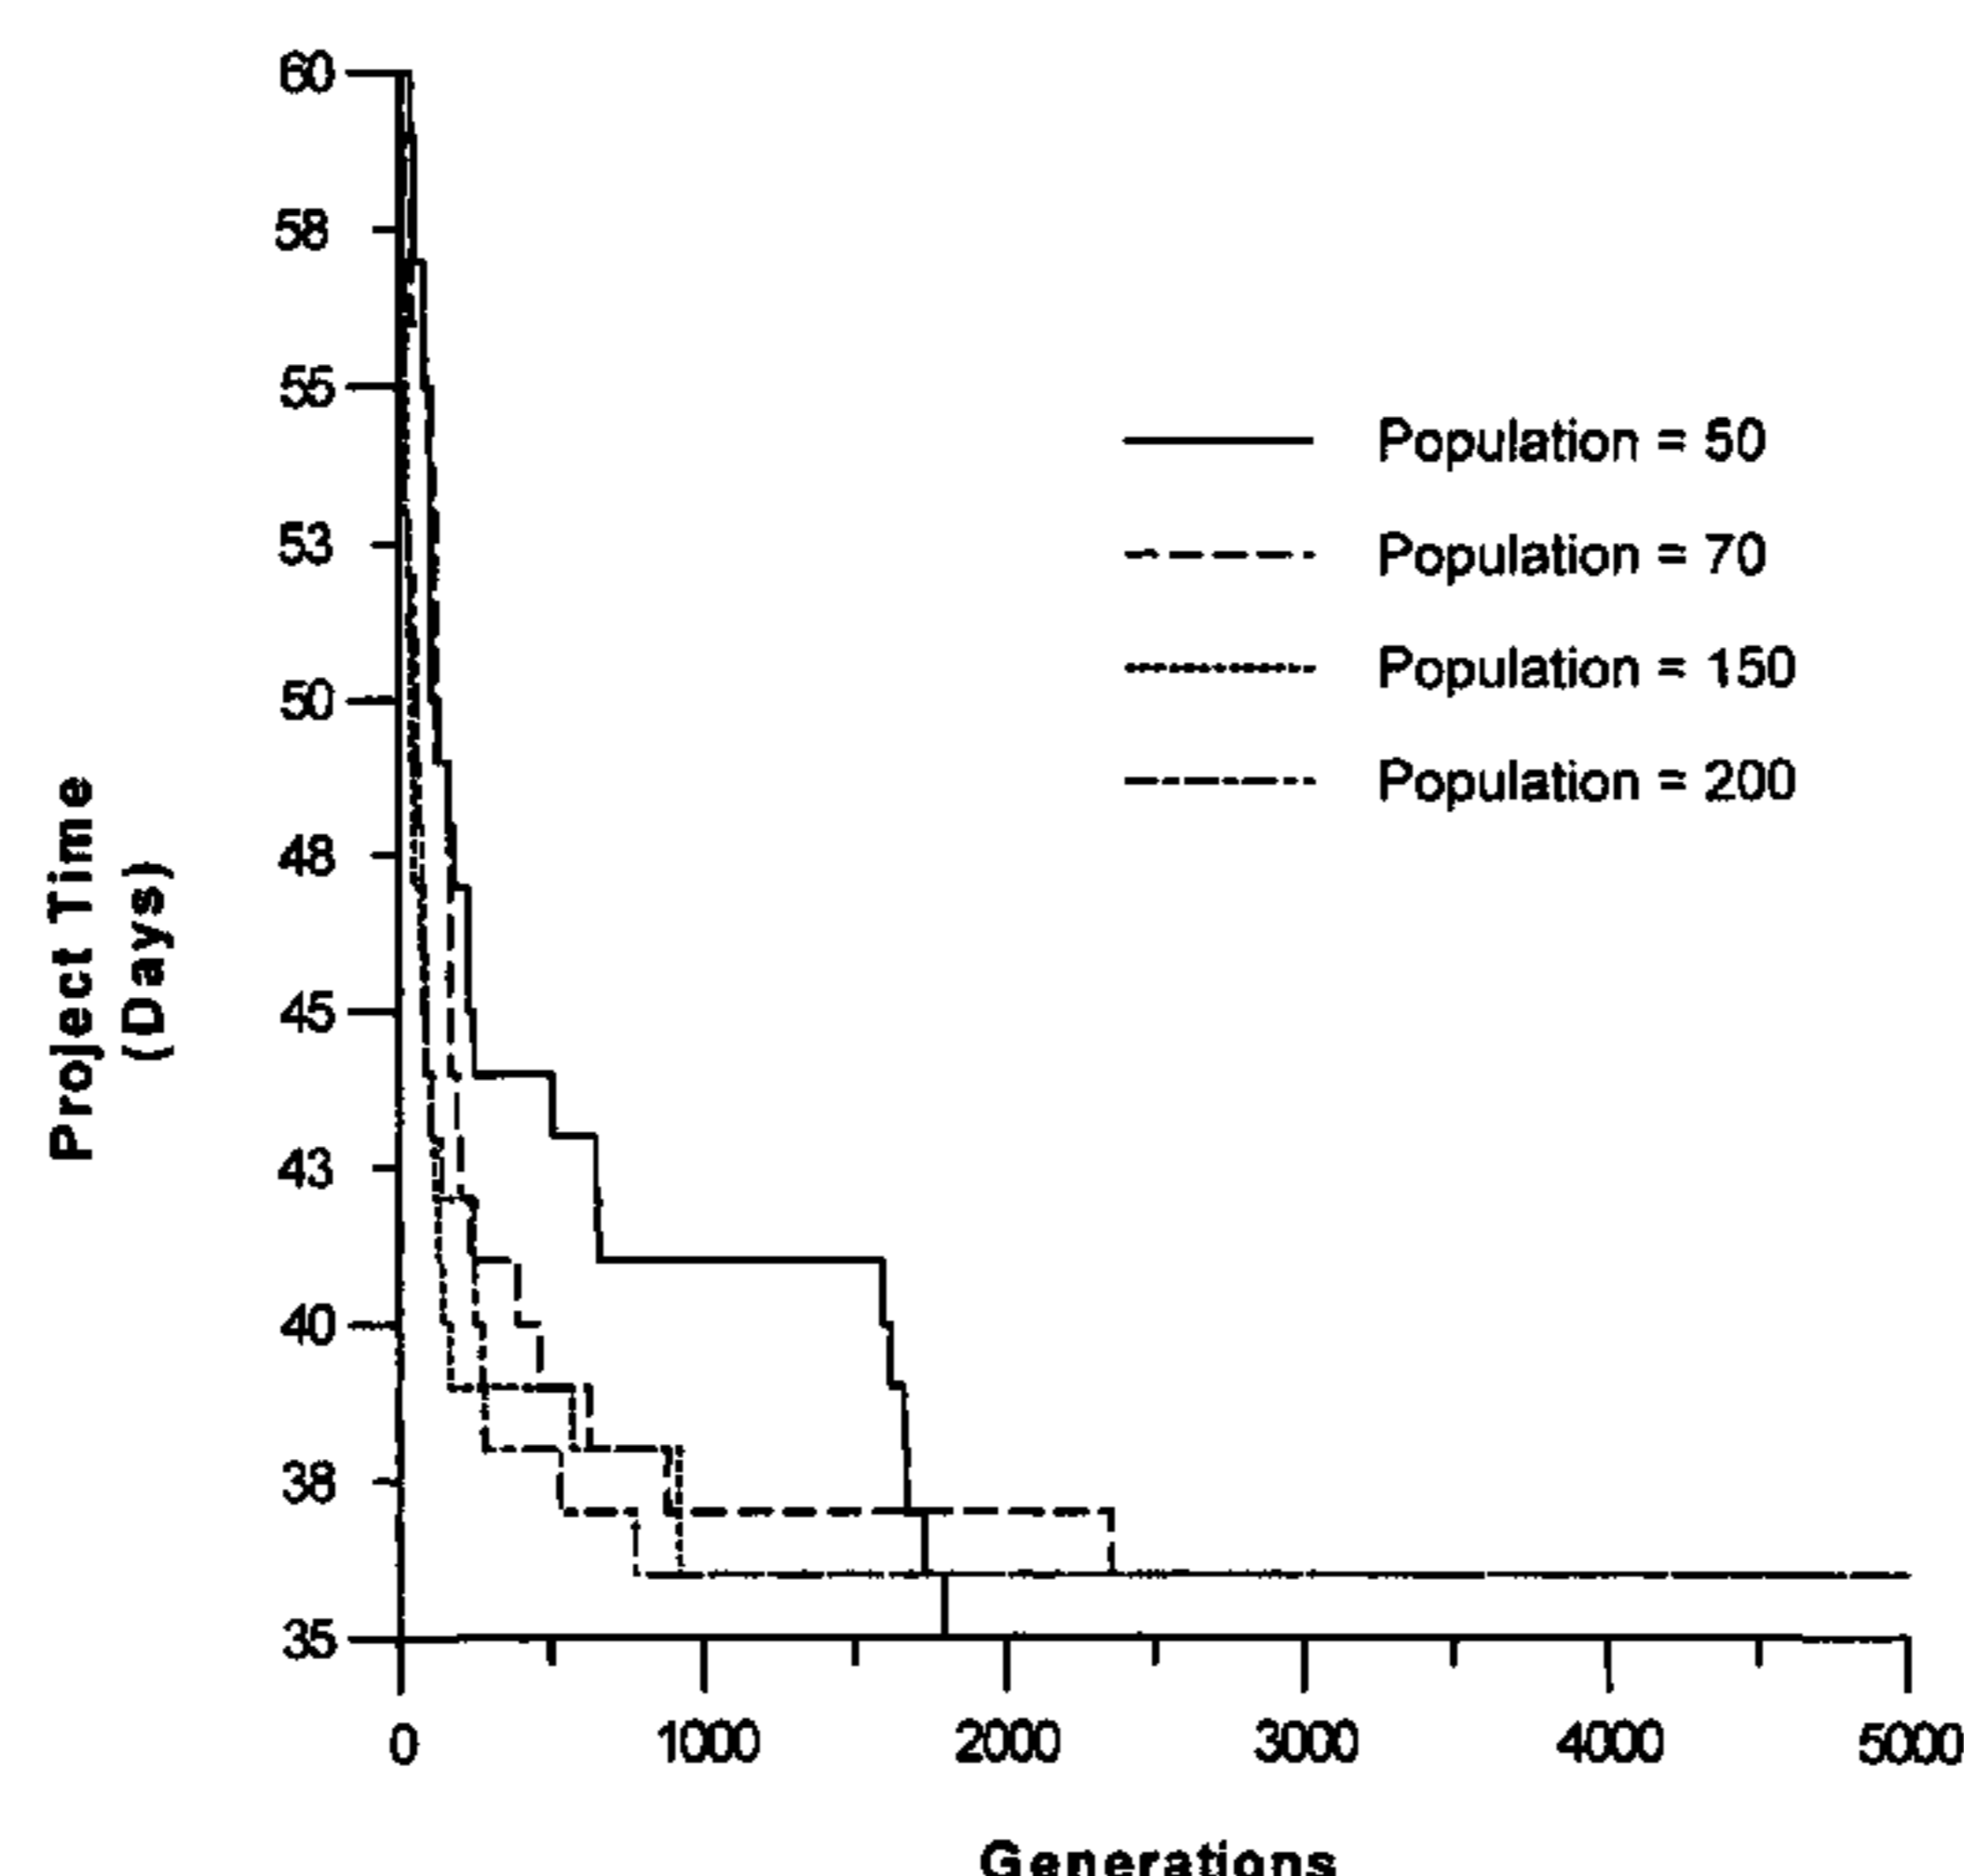 60
58
55
53
50
48
45
43
40
38
35
Project Time
(Days)
Population = 50
Population = 70
Population = 150
Population = 200
0
1000
2000
3000
4000
5000
Generations